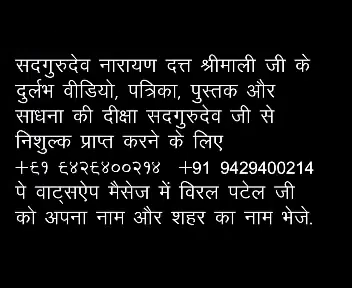 सदगुरुदेव नारायण दत्त श्रीमाली जी के
दुर्लभ वीडियो, पत्रिका, पुस्तक और
साधना की दीक्षा सदगुरुदेव जी से
निशुल्क प्राप्त करने के लिए
+९१ ९४२९४००२१४ +91 9429400214
पे वाट्सऐप मैसेज में विरल पटेल जी
को अपना नाम और शहर का नाम भेजे.